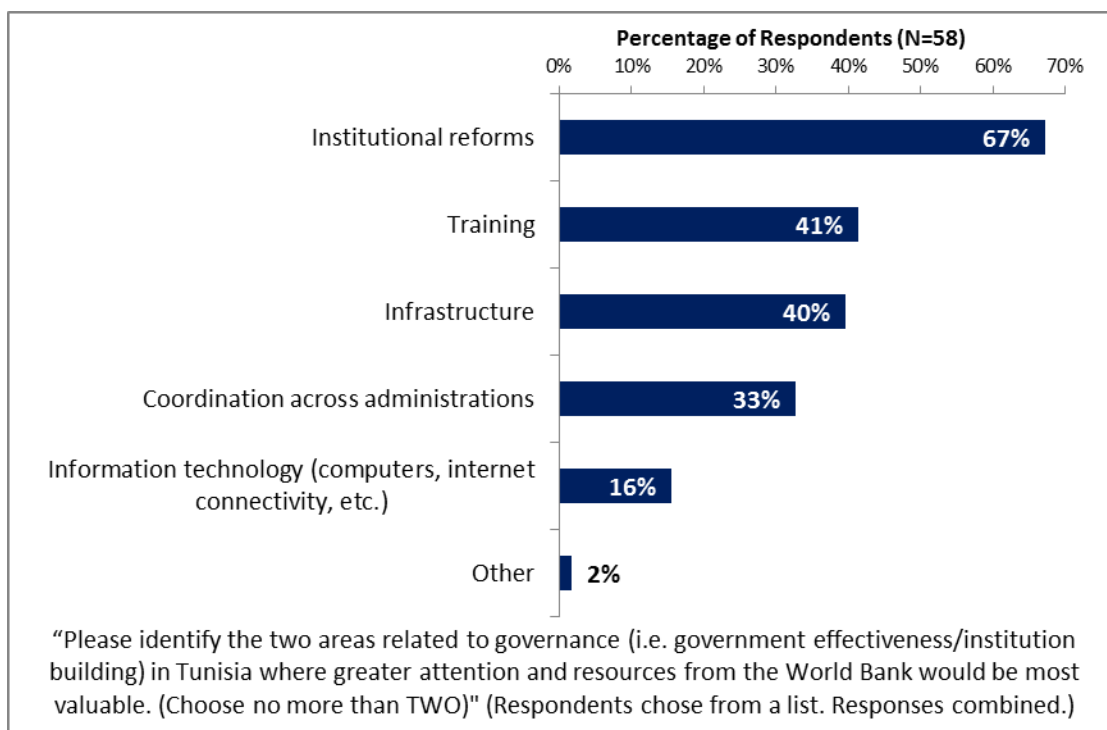 Percentage of Respondents (N=58)
0% 10% 20% 30% 40% 50% 60% 70%
Institutional reforms 67%
Training 41%
Infrastructure 40%
Coordination across administrations 33%
Information technology (computers, internet
connectivity, etc.) 16%
Other 2%
“Please identify the two areas related to governance (i.e. government effectiveness/institution
building) in Tunisia where greater attention and resources from the World Bank would be most
valuable. (Choose no more than TWO)" (Respondents chose from a list. Responses combined.)